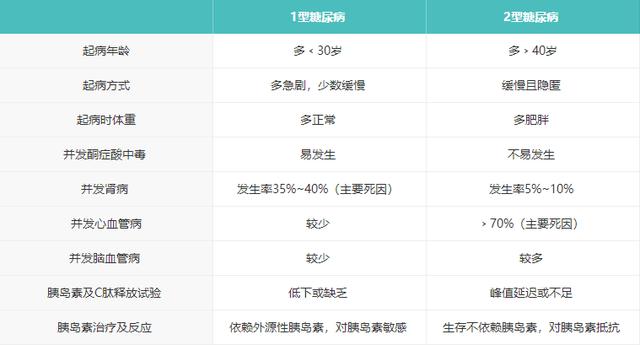 1型糖尿病 2型糖尿病
起病年龄 多﹤30岁 多﹥40岁
起病方式 多急剧，少数缓慢 缓慢且隐匿
起病时体重 多正常 多肥胖
并发酮症酸中毒 易发生 不易发生
并发肾病 发生率35%~40%（主要死因） 发生率5%~10%
并发心血管病 较少 ﹥70%（主要死因）
并发脑血管病 较少 较多
胰岛素及C肽释放试验 低下或缺乏 峰值延迟或不足
胰岛素治疗及反应 依赖外源性胰岛素，对胰岛素敏感 生存不依赖胰岛素，对胰岛素抵抗